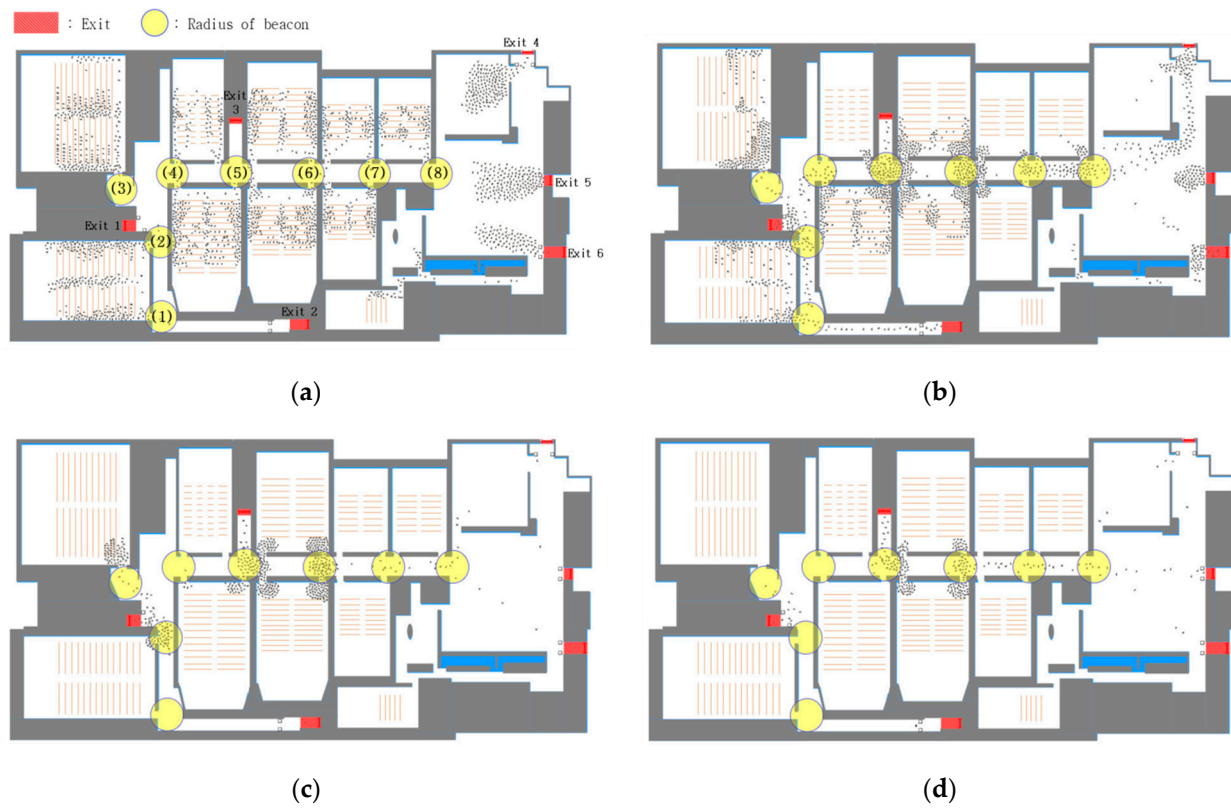 : Exit : Radius of beacon
Exit 4
Exit
3
(3) (4) (5) (6) (7) (8)
Exit 5
Exit 1
(2)
Exit 6
(1)
Exit 2
(a) (b)
(c) (d)